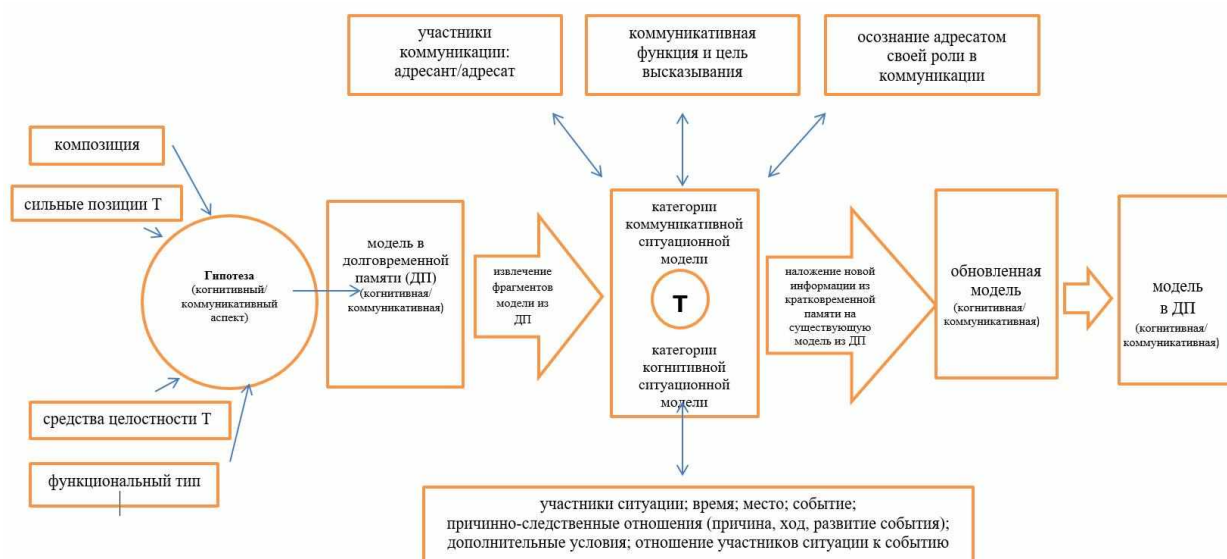 участники
коммуникации:
адресант/адресат
коммуникативная
функция и цель
высказывания
осознание адресатом
своей роли в
коммуникации
композиция
сильные позиции Т
Гипотеза
(когнитивный/
коммуникативный
аспект)
средства целостности Т
функциональный тип
модель в
долговременной
памяти (ДП)
(когнитивная/
коммуникативная)
извлечение
фрагментов
модели из
ДП
категории
коммуникативной
ситуационной
модели
Т
категории
когнитивной
ситуационной
модели
наложение новой
информации из
кратковременной
памяти на
существующую
модель из ДП
обновленная
модель
(когнитивная/
коммуникативная)
модель
в ДП
(когнитивная/
коммуникативная)
участники ситуации; время; место; событие;
причинно-следственные отношения (причина, ход, развитие события);
дополнительные условия; отношение участников ситуации к событию